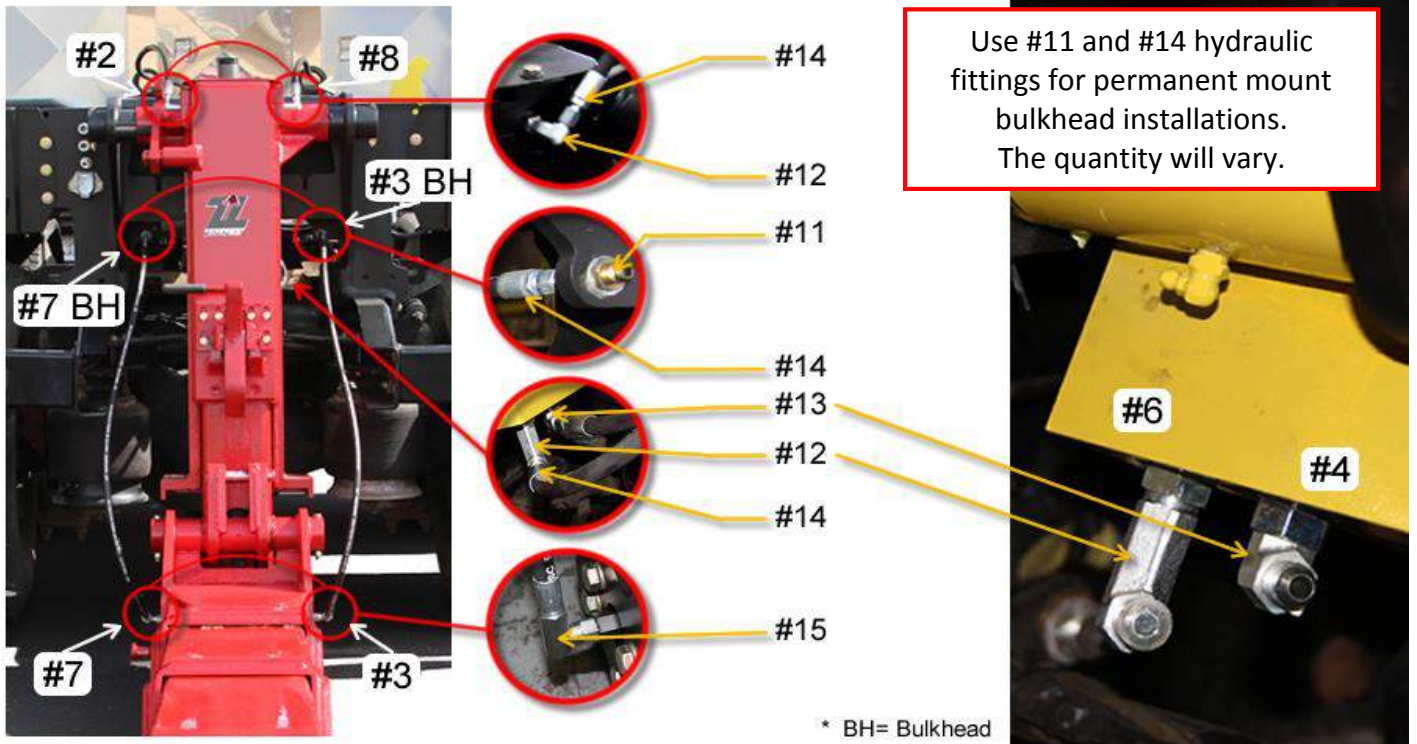 #2
#8
#3 BH
#7 BH
#7
#3
#14
#12
#11
#14
#13
#12
#14
#15
* BH= Bulkhead
Use #11 and #14 hydraulic
fittings for permanent mount
bulkhead installations.
The quantity will vary.
#6
#4